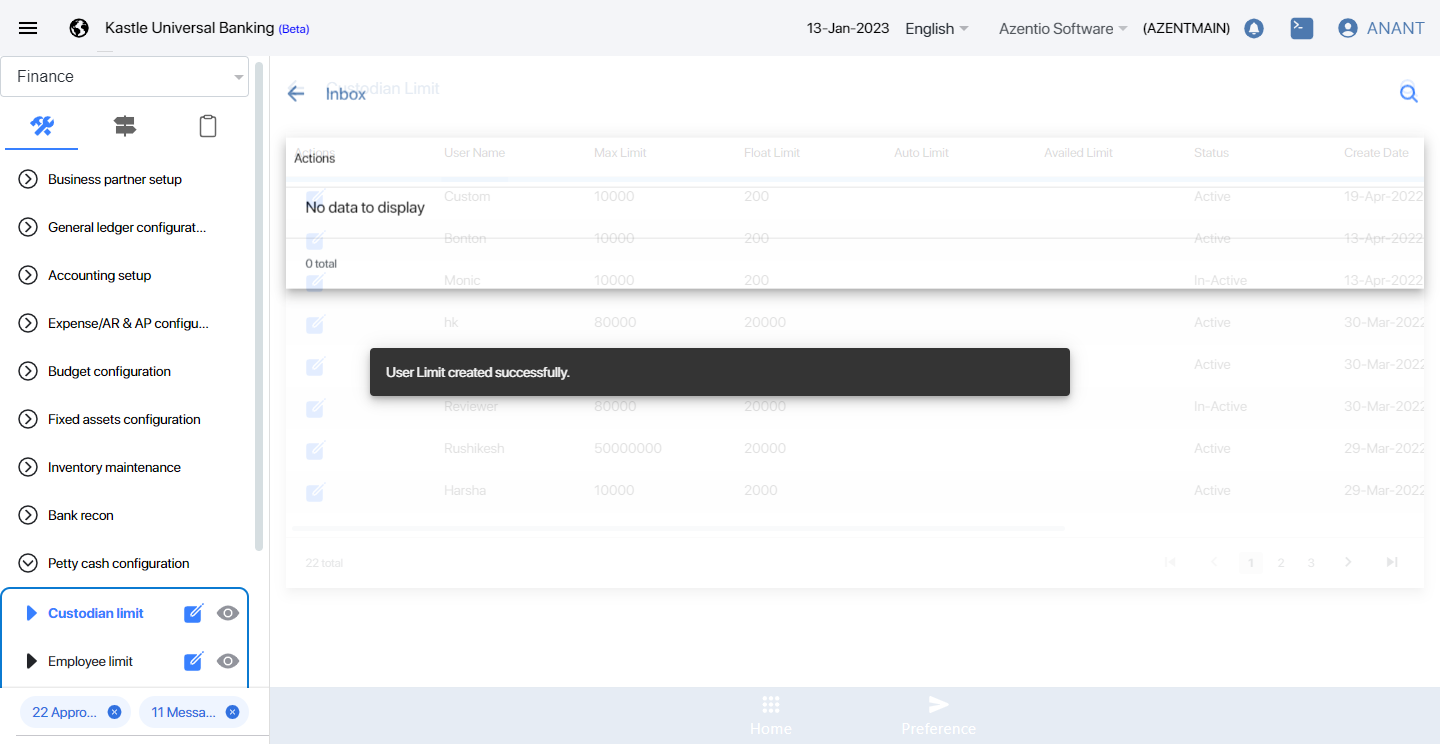 Kastle Universal Banking (Beta)
13-Jan-2023 English Azentio Software (AZENTMAIN) ANANT
Finance
Business partner setup
General ledger configurat...
Accounting setup
Expense/AR & AP configu...
Budget configuration
Fixed assets configuration
Inventory maintenance
Bank recon
Petty cash configuration
Custodian limit
Employee limit
22 Appro...
11 Messa...
Custodian Limit
Inbox
Actions User Name Max Limit Float Limit Auto Limit Availed Limit Status Create Date
Actions
Custom 10000 200 Active 19-Apr-2022
No data to display
Bonton 10000 200 Active 13-Apr-2022
0 total
Monic 10000 200 In-Active 13-Apr-2022
hk 80000 20000 Active 30-Mar-2022
Active 30-Mar-2022
User Limit created successfully.
Reviewer 80000 20000 In-Active 30-Mar-2022
Rushikesh 50000000 20000 Active 29-Mar-2022
Harsha 10000 2000 Active 29-Mar-2022
22 total
1 2 3
Home
Preference